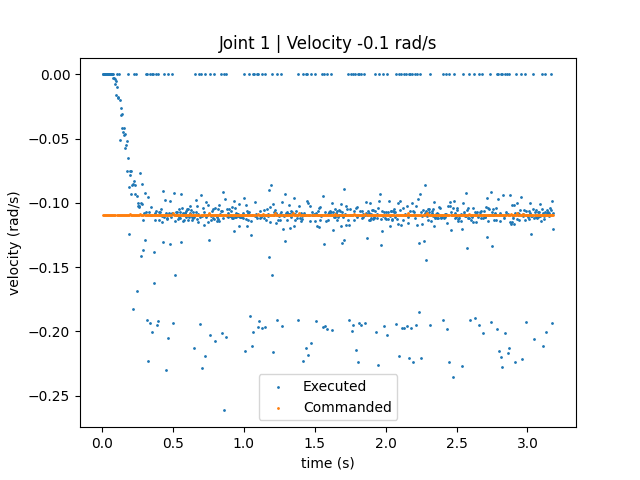 Joint 1 | Velocity -0.1 rad/s
0.00
−0.05
−0.10
−0.15
−0.20
−0.25
velocity (rad/s)
Executed
Commanded
0.0 0.5 1.0 1.5 2.0 2.5 3.0
time (s)